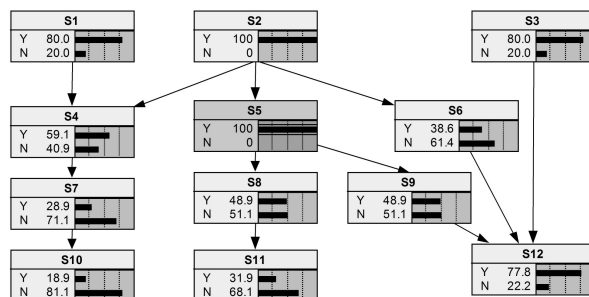 S1
Y 80.0
N 20.0
S2
Y 100
N 0
S3
Y 80.0
N 20.0
S4
Y 59.1
N 40.9
S5
Y 100
N 0
S6
Y 38.6
N 61.4
S7
Y 28.9
N 71.1
S8
Y 48.9
N 51.1
S9
Y 48.9
N 51.1
S10
Y 18.9
N 81.1
S11
Y 31.9
N 68.1
S12
Y 77.8
N 22.2